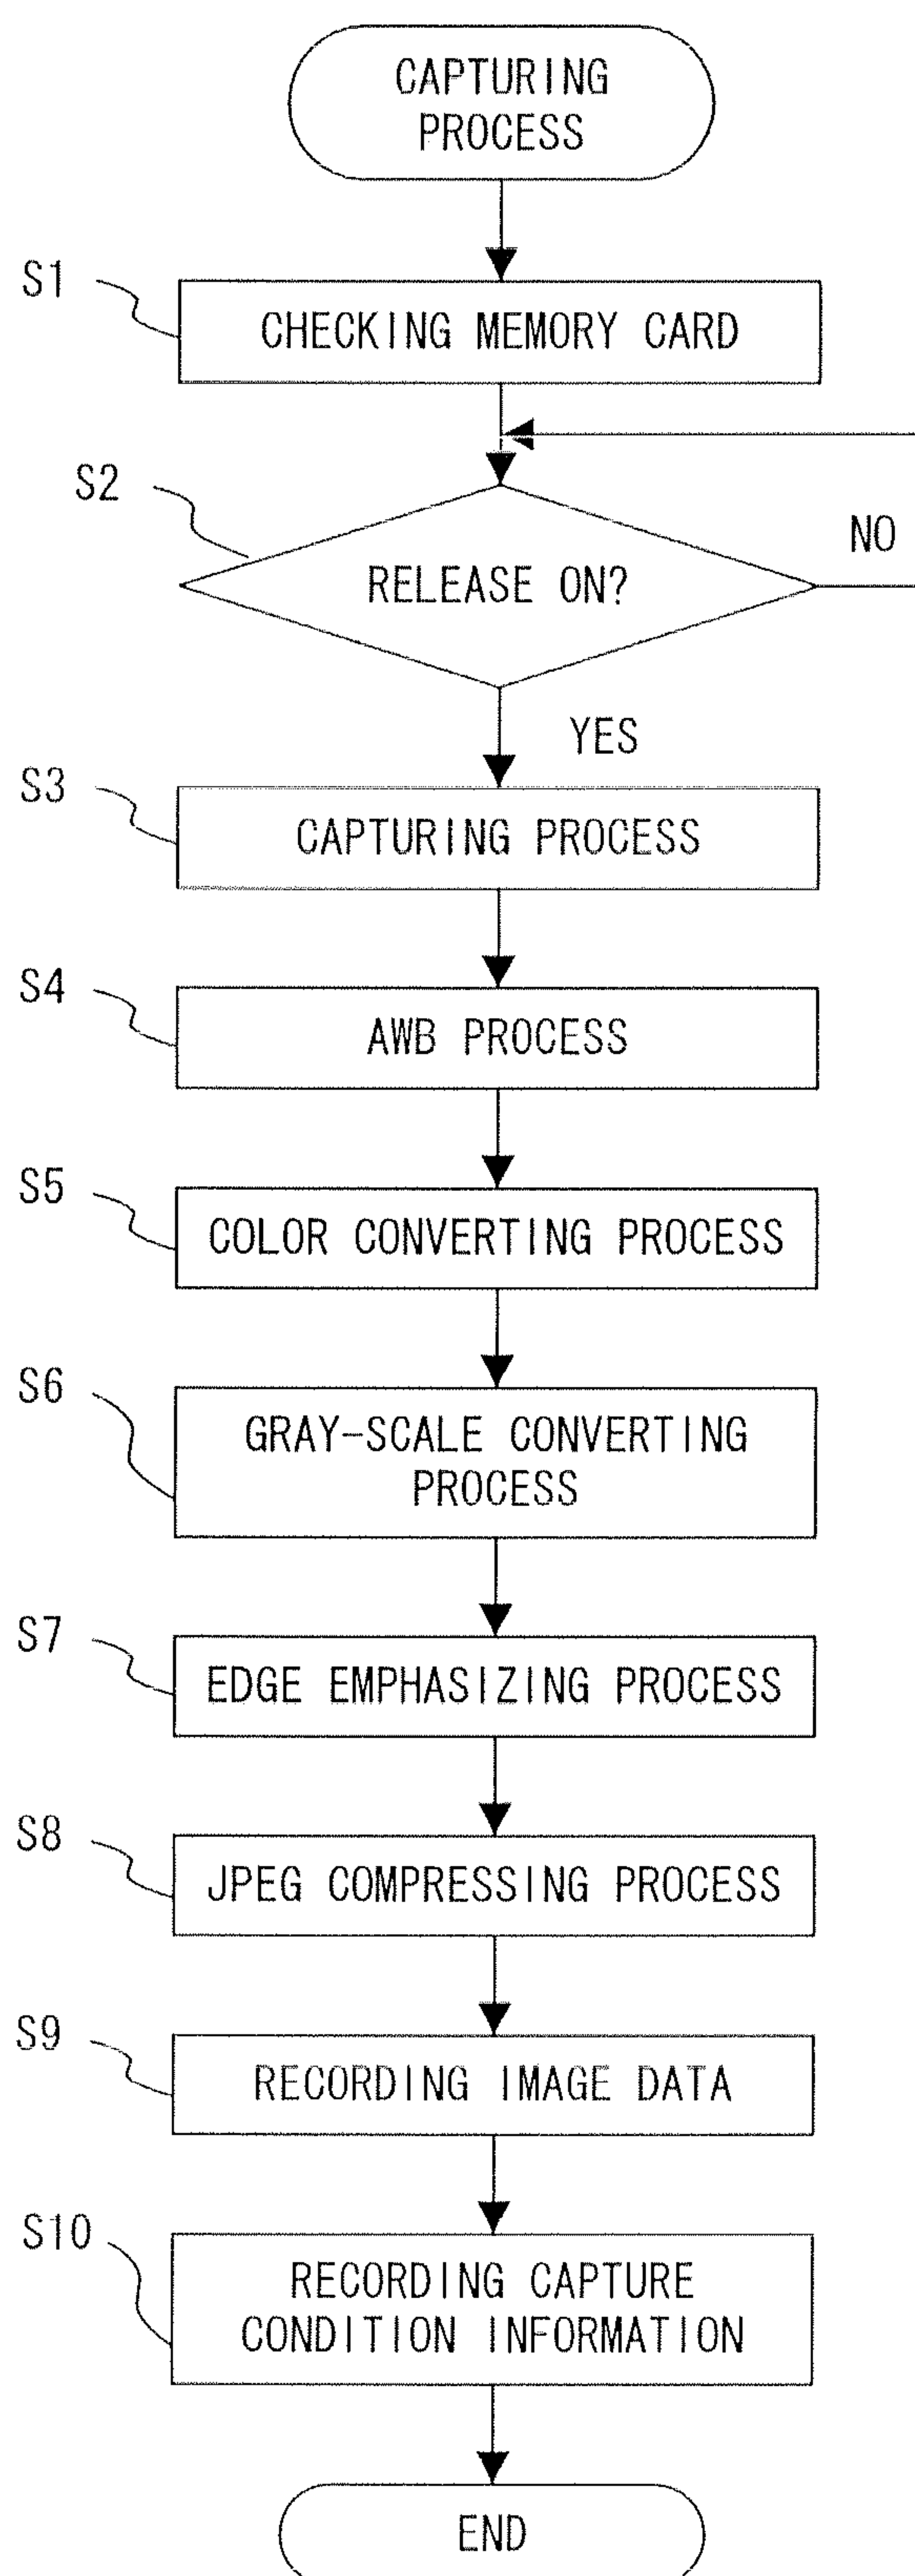 CAPTURING
PROCESS
S1
CHECKING MEMORY CARD
S2
RELEASE ON?
NO
YES
S3
CAPTURING PROCESS
S4
AWB PROCESS
S5
COLOR CONVERTING PROCESS
S6
GRAY-SCALE CONVERTING
PROCESS
S7
EDGE EMPHASIZING PROCESS
S8
JPEG COMPRESSING PROCESS
S9
RECORDING IMAGE DATA
S10
RECORDING CAPTURE
CONDITION INFORMATION
END